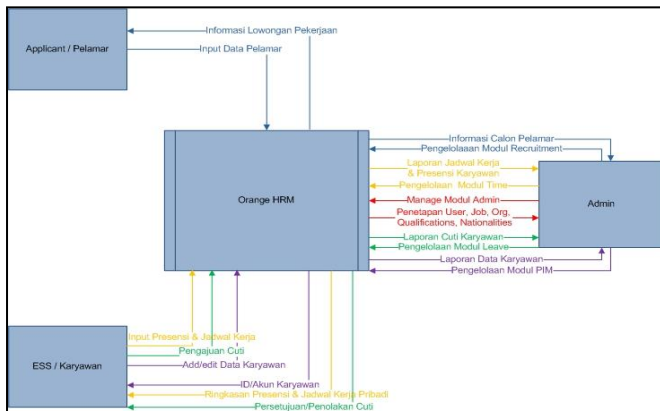 Applicant / Pelamar
Informasi Lowongan Pekerjaan
Input Data Pelamar
Orange HRM
Informasi Calon Pelamar
Pengelolaaan Modul Recruitment
Laporan Jadwal Kerja
& Presensi Karyawan
Pengelolaan Modul Time
Manage Modul Admin
Penetapan User, Job, Org,
Qualifications, Nationalities
Laporan Cuti Karyawan
Pengelolaan Modul Leave
Laporan Data Karyawan
Pengelolaan Modul PIM
Admin
ESS / Karyawan
Input Presensi & Jadwal Kerja
Pengajuan Cuti
Add/edit Data Karyawan
ID/Akun Karyawan
Ringkasan Presensi & Jadwal Kerja Pribadi
Persetujuan/Penolakan Cuti